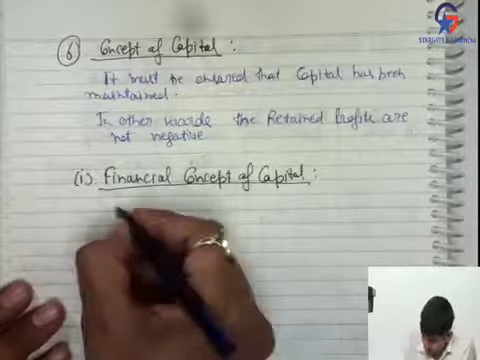 STARGATE E-LEARNING
(6) Concept of Capital :
It must be ensured that Capital has been
maintained.
In other words the Retained Profits are
not negative
(i) Financial Concept of Capital :